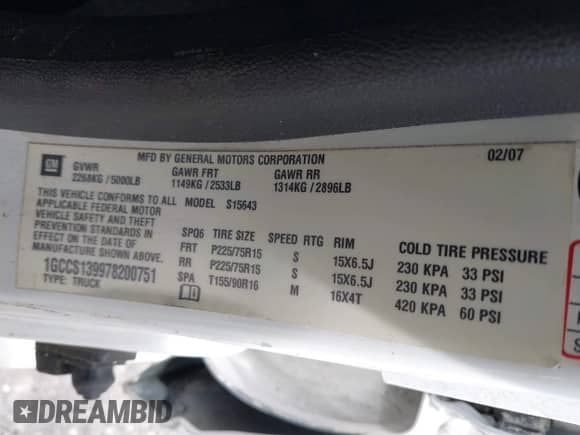 MFD BY GENERAL MOTORS CORPORATION 02/07
GM GVWR GAWR FRT GAWR RR
2268KG / 5000LB 1149KG / 2533LB 1314KG / 2896LB
THIS VEHICLE CONFORMS TO ALL MODEL S15643
APPLICABLE FEDERAL MOTOR
VEHICLE SAFETY AND THEFT
PREVENTION STANDARDS IN
EFFECT ON THE DATE OF
MANUFACTURE SHOWN ABOVE.
1GCCS139978200751
TYPE: TRUCK
SPQ6 TIRE SIZE SPEED RTG RIM COLD TIRE PRESSURE
FRT P225/75R15 S 15X6.5J 230 KPA 33 PSI
RR P225/75R15 S 15X6.5J 230 KPA 33 PSI
SPA T155/90R16 M 16X4T 420 KPA 60 PSI
DREAMBID